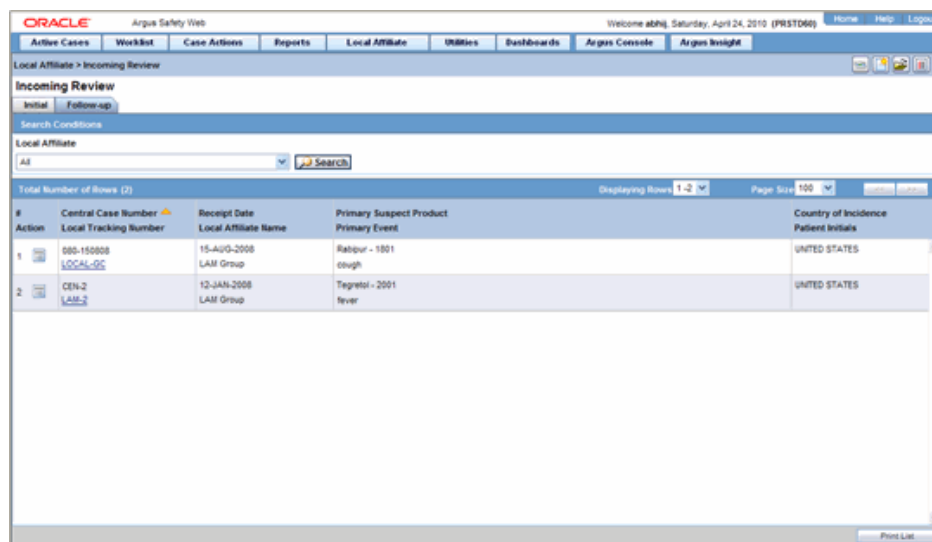 ORACLE Argus Safety Web Welcome abhij, Saturday, April 24, 2010 (PRSTD60) Home Help Logout
Active Cases Worklist Case Actions Reports Local Affiliate Utilities Dashboards Argus Console Argus Insight
Local Affiliate > Incoming Review
Incoming Review
Initial Follow-up
Search Conditions
Local Affiliate
All Search
Total Number of Rows (2) Displaying Rows 1 -2 Page Size 100
# Central Case Number Receipt Date Primary Suspect Product Country of Incidence
Action Local Tracking Number Local Affiliate Name Primary Event Patient Initials
1 080-150808 15-AUG-2008 Rabipur - 1801 UNITED STATES
LOCAL-GC LAM Group cough
2 CEN-2 12-JAN-2008 Tegretol - 2001 UNITED STATES
LAM-2 LAM Group fever
Print List